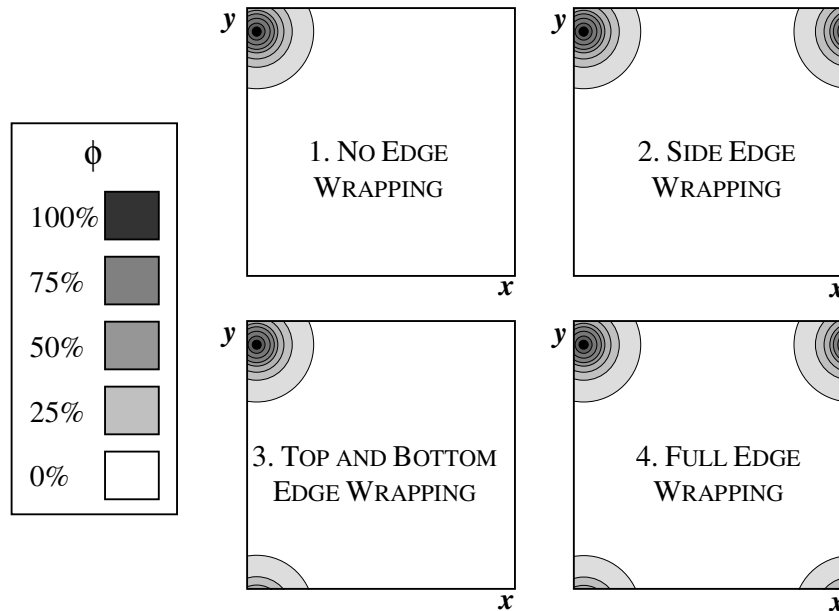 ϕ
100%
75%
50%
25%
0%
y
1. NO EDGE
WRAPPING
x
y
2. SIDE EDGE
WRAPPING
x
y
3. TOP AND BOTTOM
EDGE WRAPPING
x
y
4. FULL EDGE
WRAPPING
x